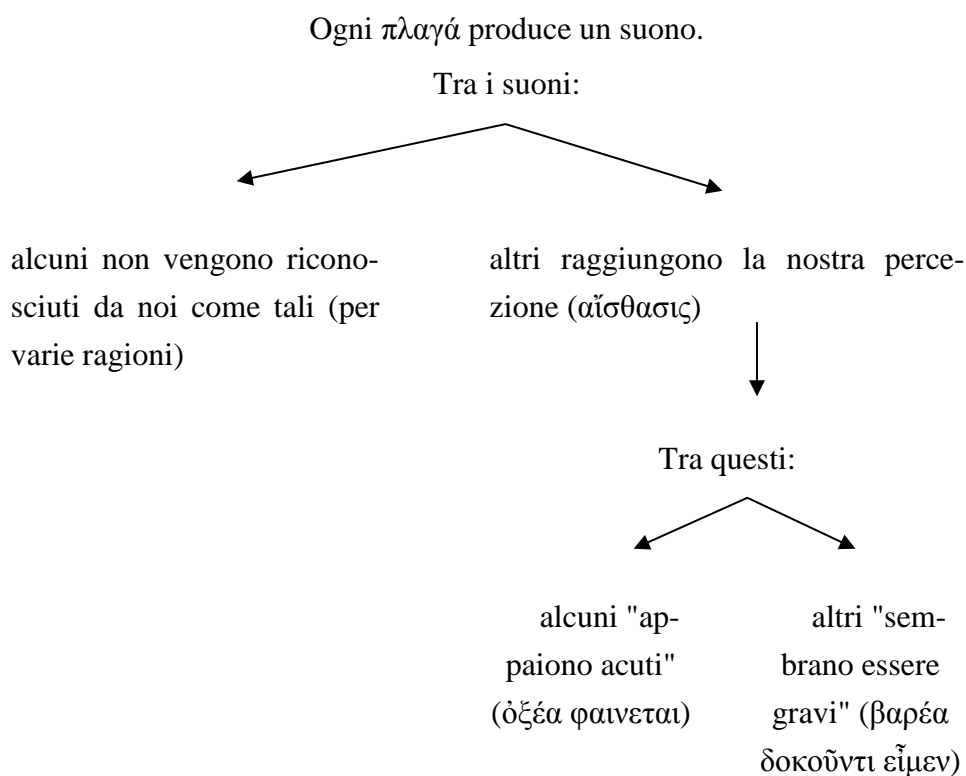 Ogni πλαγά produce un suono.
Tra i suoni:
alcuni non vengono ricono-
sciuti da noi come tali (per
varie ragioni)
altri raggiungono la nostra perce-
zione (αἴσθασις)
Tra questi:
alcuni "ap-
paiono acuti"
(ὀξέα φαινεται)
altri "sem-
brano essere
gravi" (βαρέα
δοκοῦντι εἶμεν)